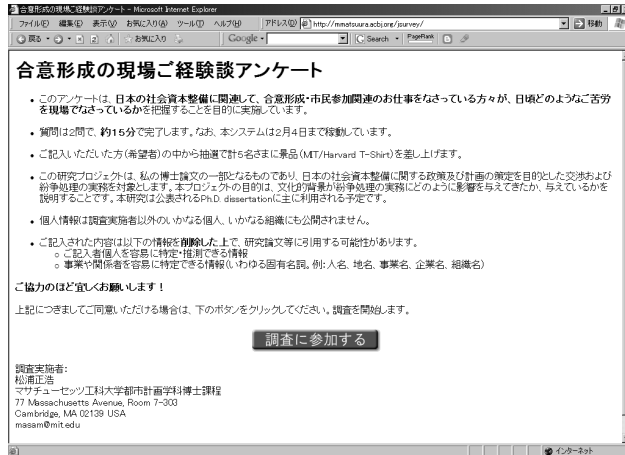 合意形成の現場ご経験談アンケート - Microsoft Internet Explorer
ファイル(F) 編集(E) 表示(V) お気に入り(A) ツール(T) ヘルプ(H) アドレス(D) http://mmatsuura.acbj.org/jsurvey/ 移動
戻る お気に入り Google Search PageRank
合意形成の現場ご経験談アンケート
• このアンケートは、日本の社会資本整備に関連して、合意形成・市民参加関連のお仕事をなさっている方々が、日頃どのようなご苦労
を現場でなさっているかを把握することを目的に実施しています。
• 質問は2問で、約15分で完了します。なお、本システムは2月4日まで稼動しています。
• ご記入いただいた方(希望者)の中から抽選で計5名さまに景品(MIT/Harvard T-Shirt)を差し上げます。
• この研究プロジェクトは、私の博士論文の一部となるものであり、日本の社会資本整備に関する政策及び計画の策定を目的とした交渉および
紛争処理の実務を対象とします。本プロジェクトの目的は、文化的背景が紛争処理の実務にどのように影響を与えてきたか、与えているかを
説明することです。本研究は公表されるPh.D. dissertationに主に利用される予定です。
• 個人情報は調査実施者以外のいかなる個人、いかなる組織にも公開されません。
• ご記入された内容は以下の情報を削除した上で、研究論文等に引用する可能性があります。
○ ご記入者個人を容易に特定・推測できる情報
○ 事業や関係者を容易に特定できる情報(いわゆる固有名詞。例:人名、地名、事業名、企業名、組織名)
ご協力のほど宜しくお願いします！
上記につきましてご同意いただける場合は、下のボタンをクリックしてください。調査を開始します。
調査に参加する
調査実施者:
松浦正浩
マサチューセッツ工科大学都市計画学科博士課程
77 Massachusetts Avenue, Room 7-303
Cambridge, MA 02139 USA
masam@mit.edu
インターネット